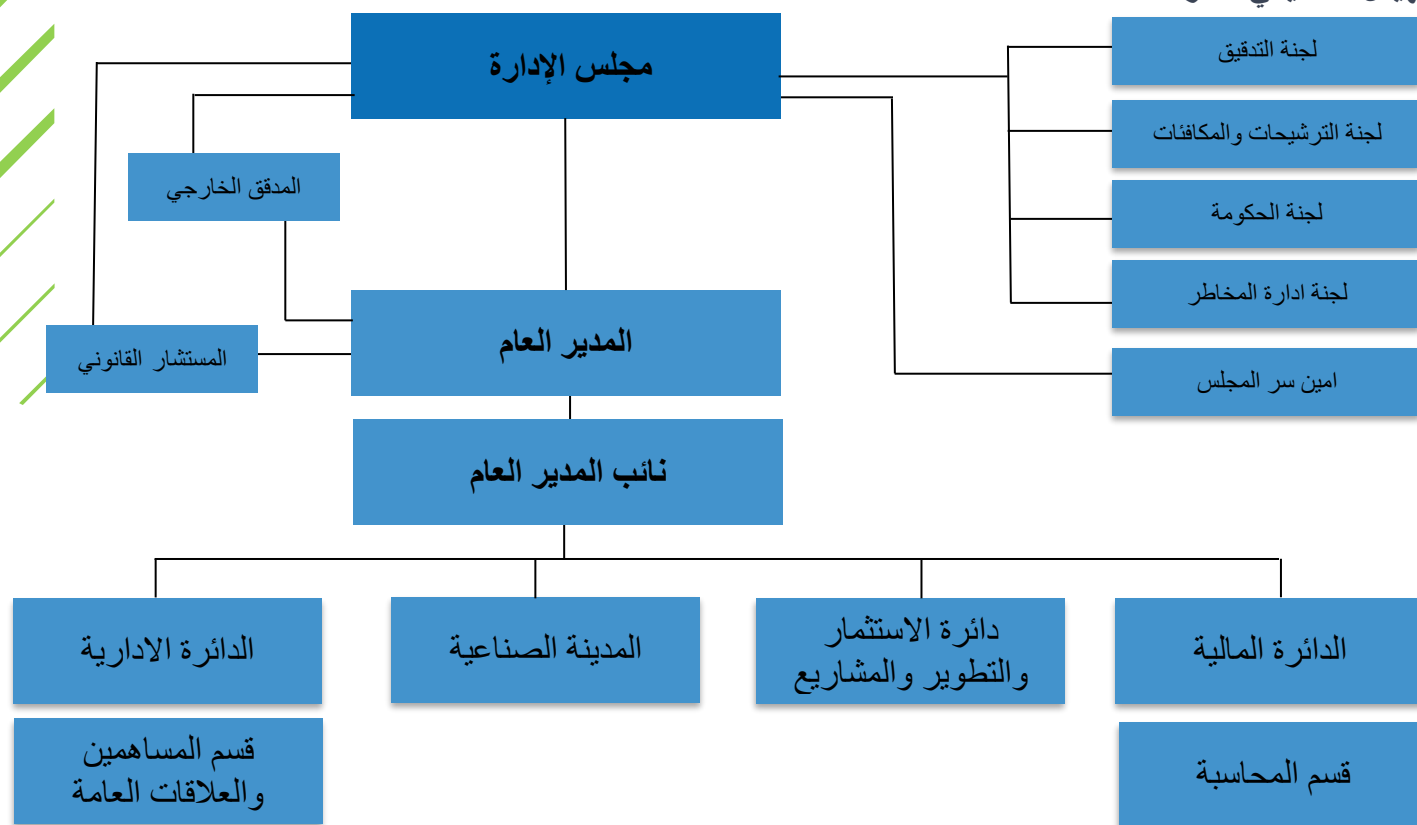 مجلس الإدارة
لجنة التدقيق
لجنة الترشيحات والمكافئات
لجنة الحكومة
لجنة ادارة المخاطر
امين سر المجلس
المدقق الخارجي
المستشار القانوني
المدير العام
نائب المدير العام
الدائرة المالية
دائرة الاستثمار
والتطوير والمشاريع
المدينة الصناعية
الدائرة الادارية
قسم المحاسبة
قسم المساهمين
والعلاقات العامة